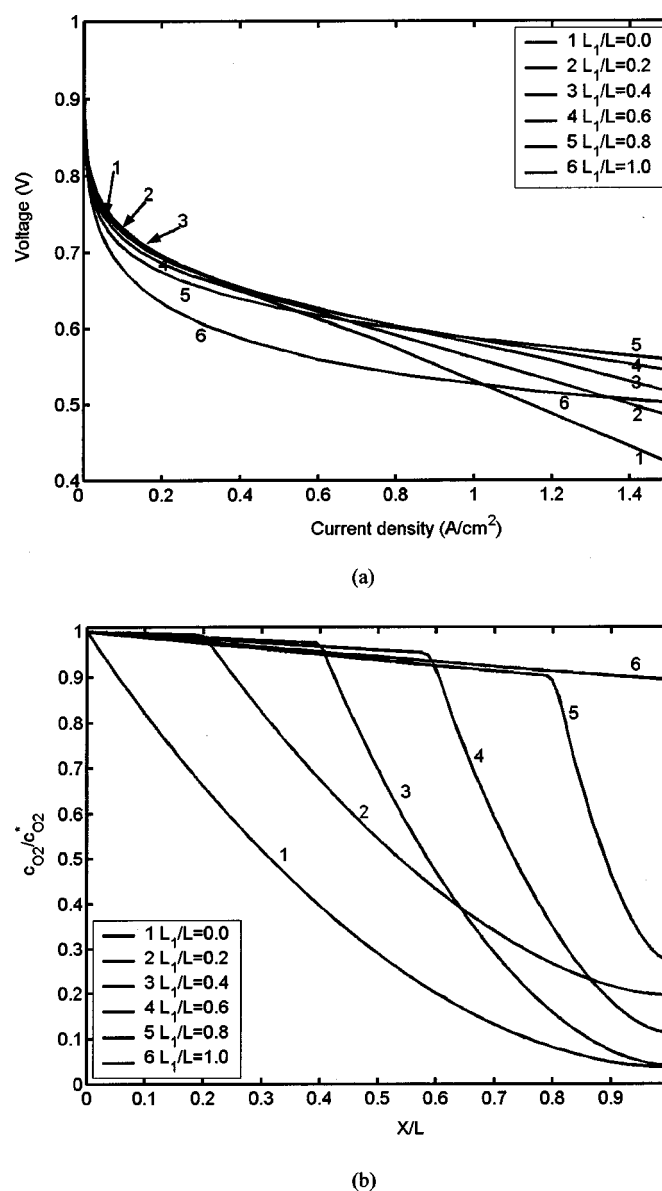 1
0.9
0.8
0.7
0.6
0.5
0.4
Voltage (V)
1 L1/L=0.0
2 L1/L=0.2
3 L1/L=0.4
4 L1/L=0.6
5 L1/L=0.8
6 L1/L=1.0
1
2
3
4
5
6
5
4
3
6
2
1
0 0.2 0.4 0.6 0.8 1 1.2 1.4
Current density (A/cm2)
(a)
1
0.9
0.8
0.7
0.6
0.5
0.4
0.3
0.2
0.1
0
cO2/c*O2
6
5
4
3
2
1
1 L1/L=0.0
2 L1/L=0.2
3 L1/L=0.4
4 L1/L=0.6
5 L1/L=0.8
6 L1/L=1.0
0 0.1 0.2 0.3 0.4 0.5 0.6 0.7 0.8 0.9
X/L
(b)